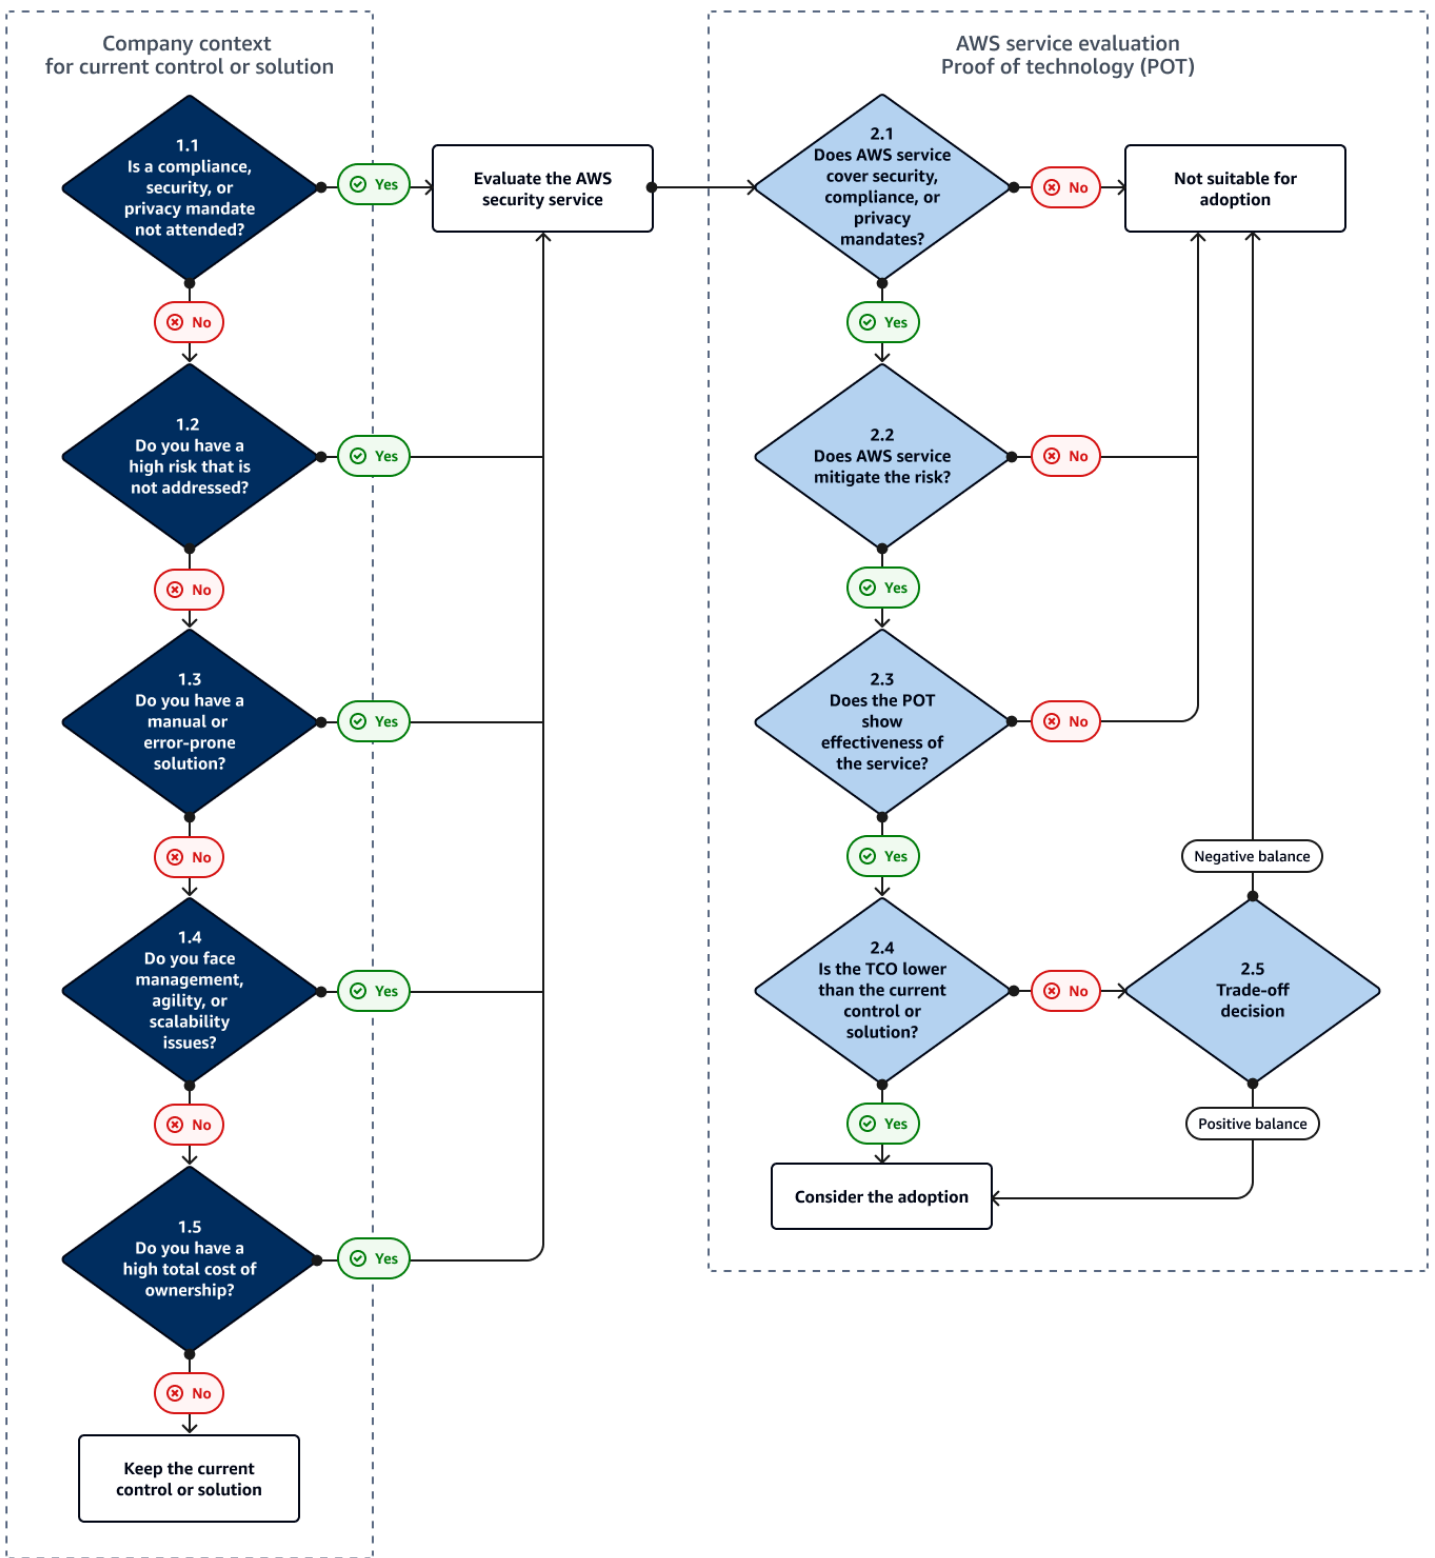 Company context
for current control or solution
1.1
Is a compliance,
security, or
privacy mandate
not attended?
Yes
No
1.2
Do you have a
high risk that is
not addressed?
Yes
No
1.3
Do you have a
manual or
error-prone
solution?
Yes
No
1.4
Do you face
management,
agility, or
scalability
issues?
Yes
No
1.5
Do you have a
high total cost of
ownership?
Yes
No
Keep the current
control or solution
Evaluate the AWS
security service
AWS service evaluation
Proof of technology (POT)
2.1
Does AWS service
cover security,
compliance, or
privacy
mandates?
No
Not suitable for
adoption
Yes
2.2
Does AWS service
mitigate the risk?
No
Yes
2.3
Does the POT
show
effectiveness of
the service?
No
Yes
2.4
Is the TCO lower
than the current
control or
solution?
No
Negative balance
2.5
Trade-off
decision
Positive balance
Yes
Consider the adoption